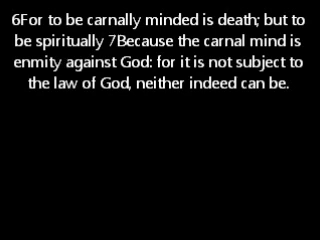 6For to be carnally minded is death; but to
be spiritually 7Because the carnal mind is
enmity against God: for it is not subject to
the law of God, neither indeed can be.